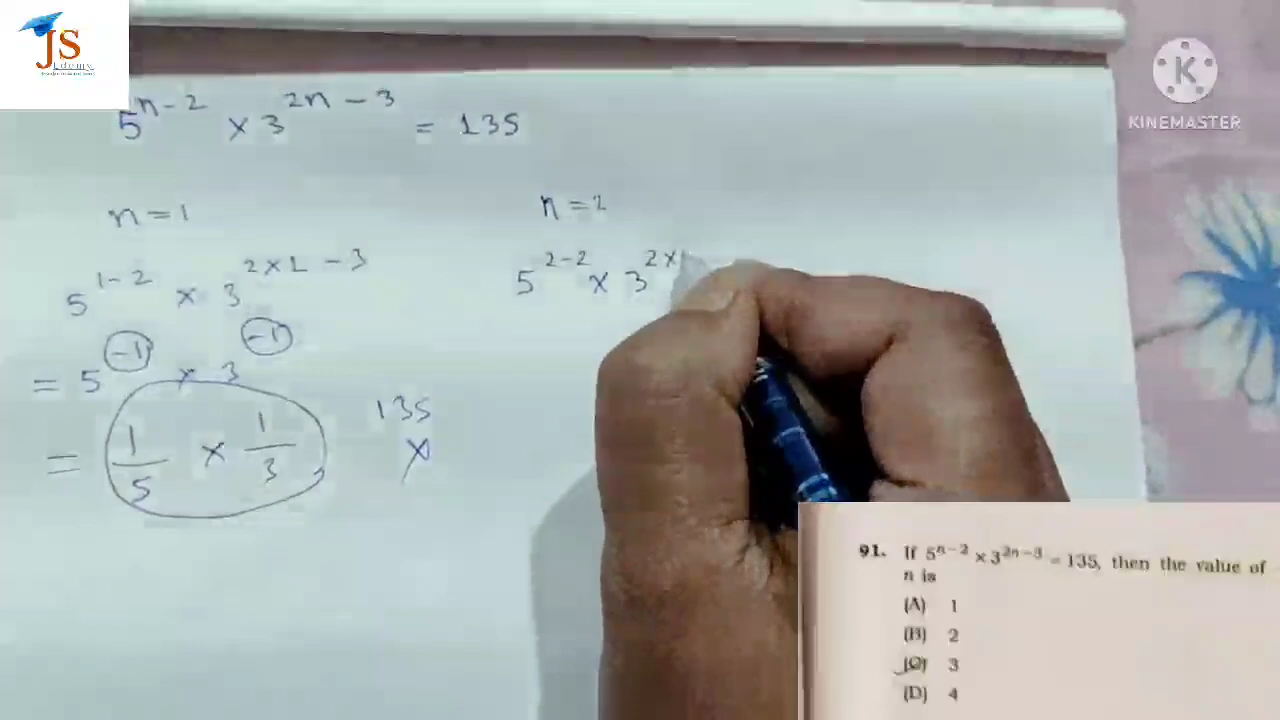 JS
KINEMASTER
5^{n-2} × 3^{2n-3} = 135
n = 1
5^{1-2} × 3^{2×1-3}
= 5^{-1} × 3^{-1}
= 1/5 × 1/3
135
×
n = 2
5^{2-2} × 3^{2×
91. If 5^{n-2} × 3^{2n-3} = 135, then the value of
n is
(A) 1
(B) 2
(C) 3
(D) 4